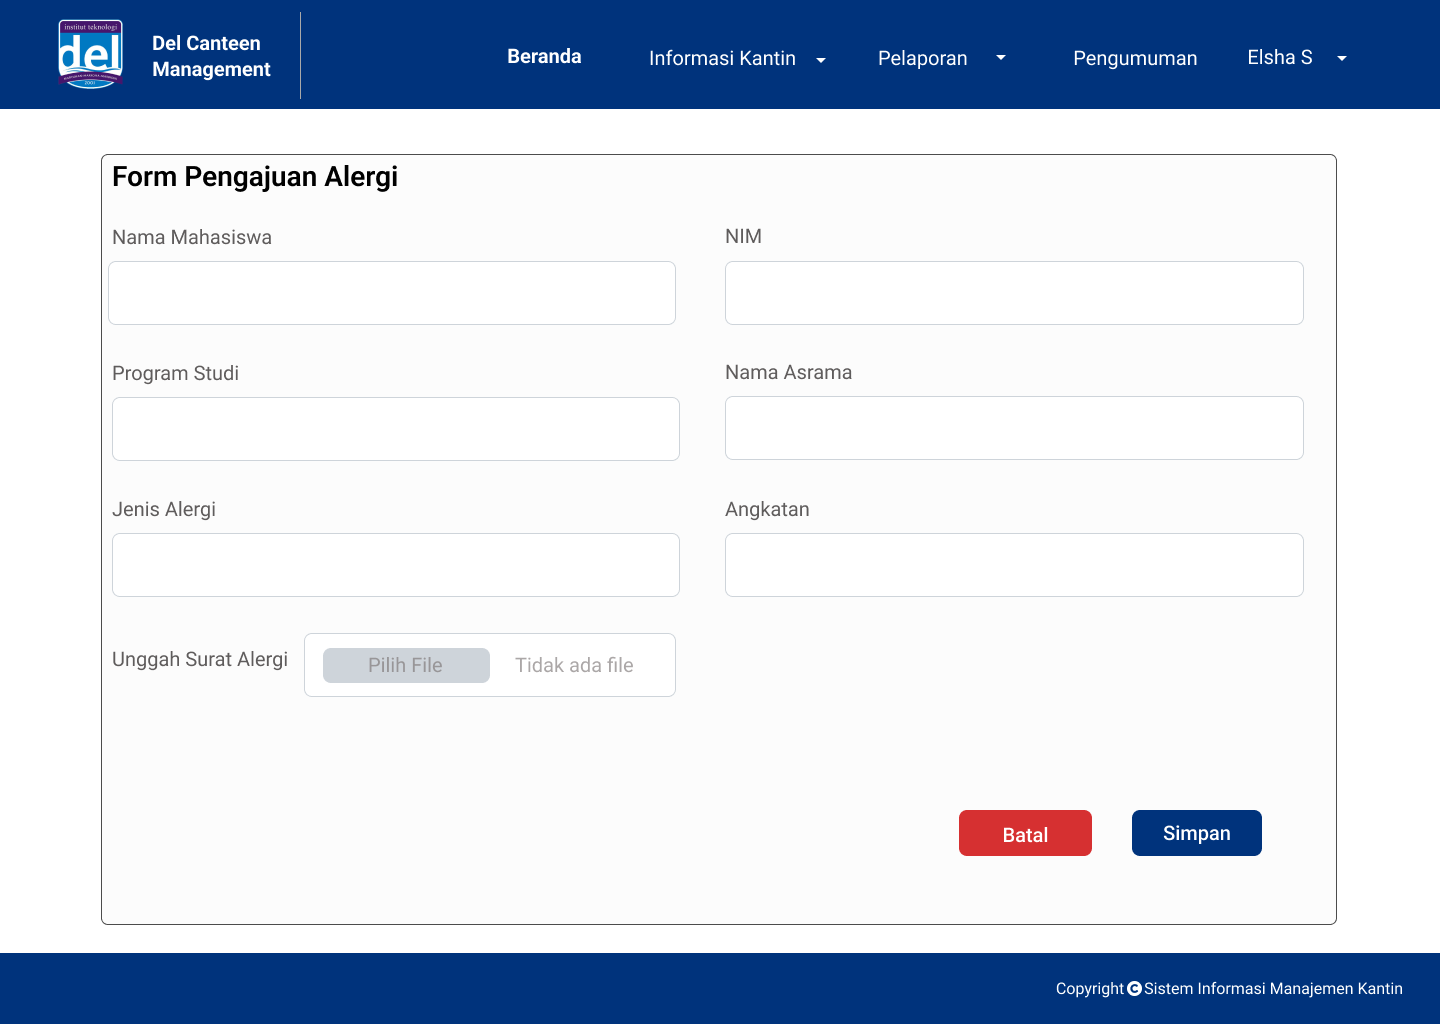 institut teknologi
del
2001
Del Canteen
Management
Beranda
Informasi Kantin
Pelaporan
Pengumuman
Elsha S
Form Pengajuan Alergi
Nama Mahasiswa
NIM
Program Studi
Nama Asrama
Jenis Alergi
Angkatan
Unggah Surat Alergi
Pilih File
Tidak ada file
Batal
Simpan
Copyright © Sistem Informasi Manajemen Kantin